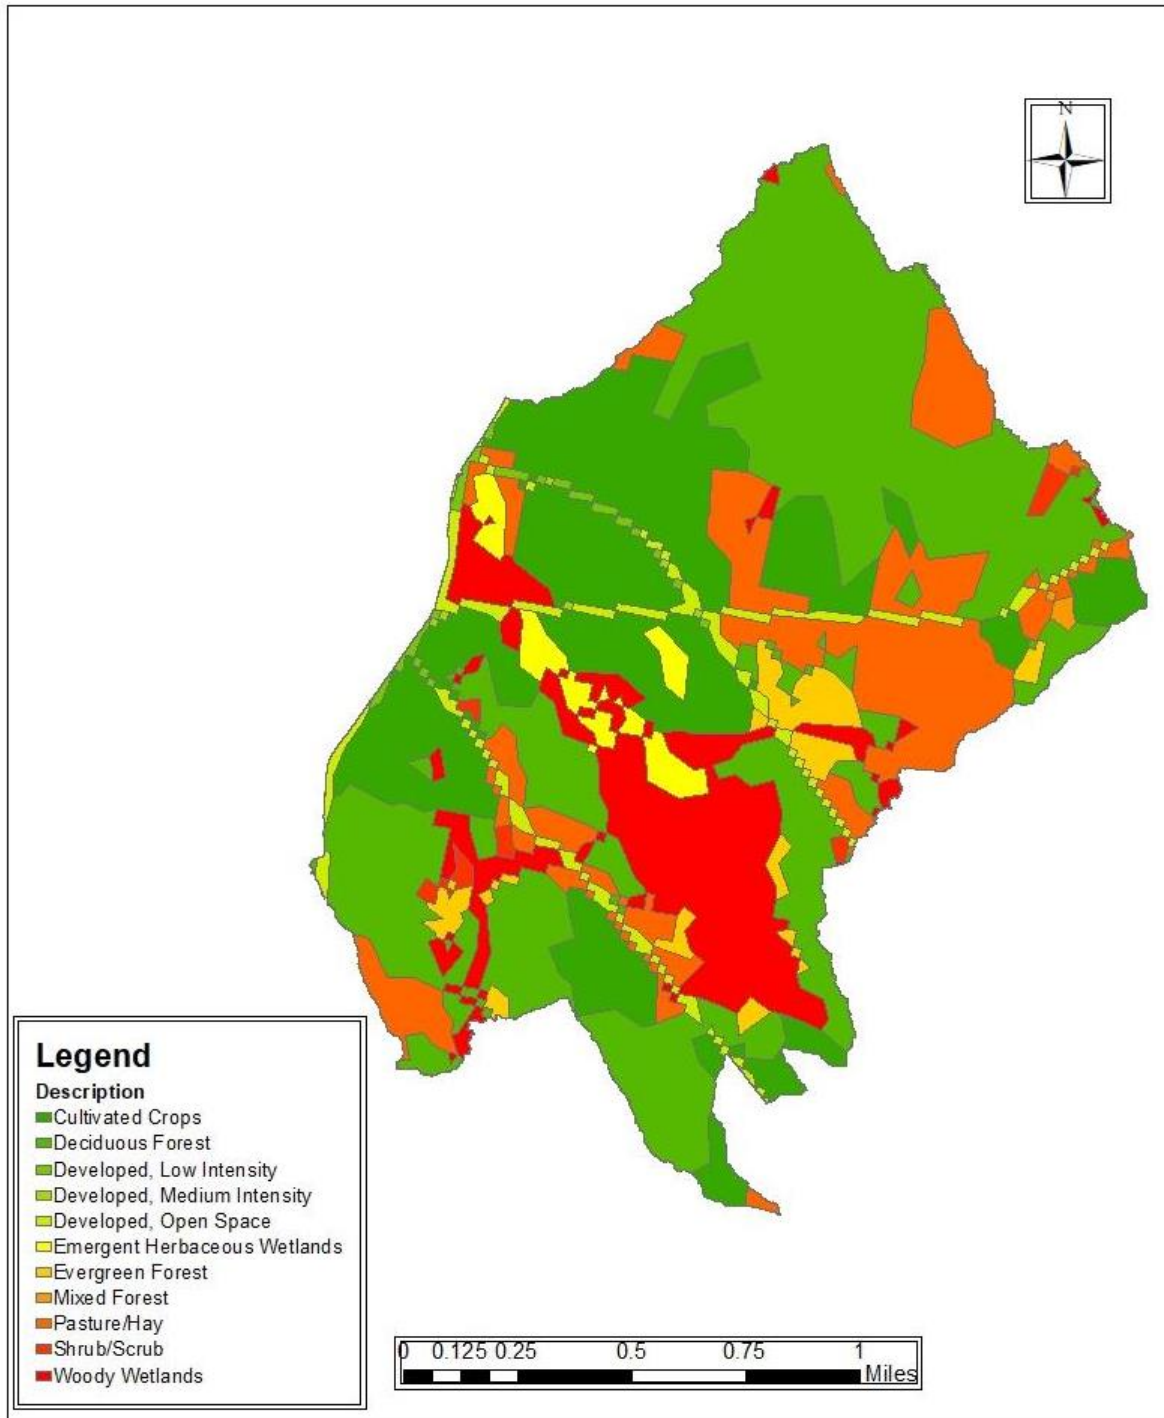 N
Legend
Description
Cultivated Crops
Deciduous Forest
Developed, Low Intensity
Developed, Medium Intensity
Developed, Open Space
Emergent Herbaceous Wetlands
Evergreen Forest
Mixed Forest
Pasture/Hay
Shrub/Scrub
Woody Wetlands
0 0.125 0.25 0.5 0.75 1
Miles